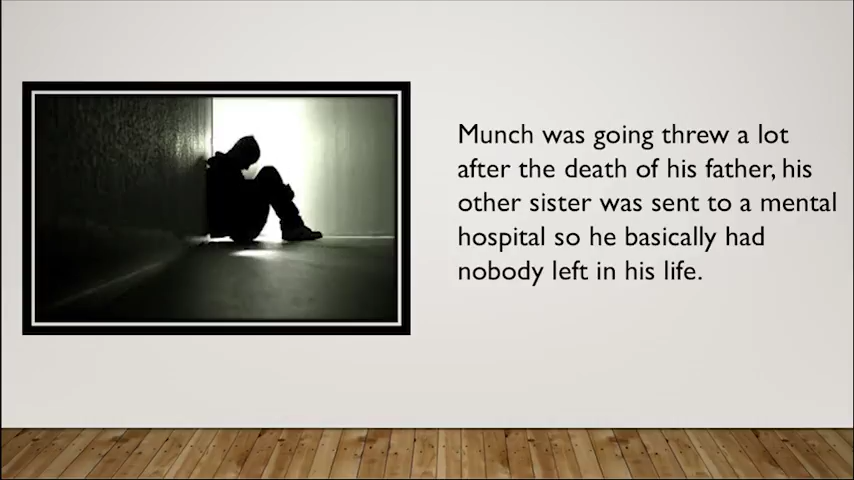 Munch was going threw a lot
after the death of his father, his
other sister was sent to a mental
hospital so he basically had
nobody left in his life.